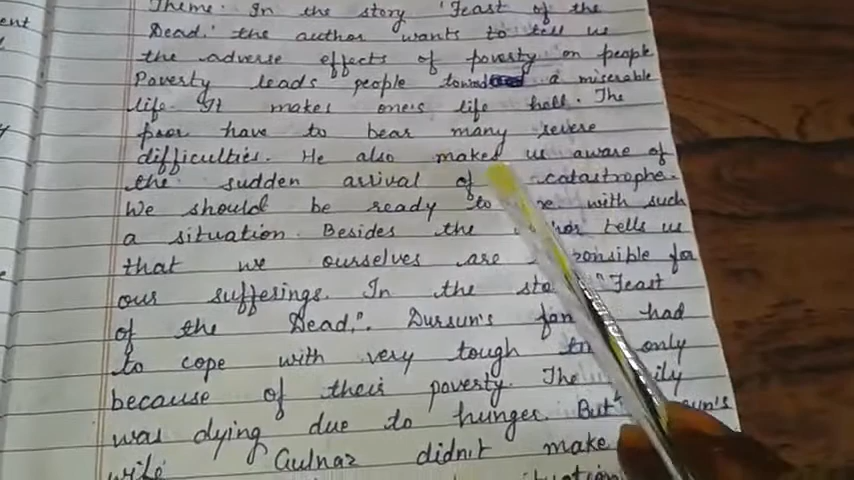 ent
Theme: In the story 'Feast of the
Dead.' the author wants to tell us
the adverse effects of poverty on people
Poverty leads people toward a miserable
life. It makes one's life hell. The
poor have to bear many severe
difficulties. He also makes us aware of
the sudden arrival of catastrophe.
We should be ready to with such
a situation. Besides the tells us
that we ourselves are for
our sufferings. In the "Feast
of the Dead,". Dursun's had
to cope with very tough only
because of their poverty. The
was dying due to hunger. But
wife Gulnaz didn't make